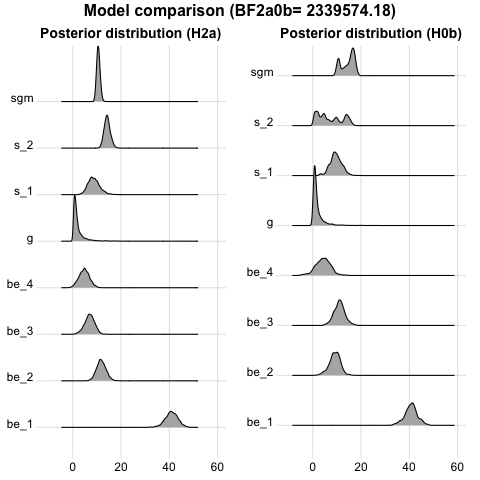 Model comparison (BF2a0b= 2339574.18)
Posterior distribution (H2a)
Posterior distribution (H0b)
sgm
s_2
s_1
g
be_4
be_3
be_2
be_1
0 20 40 60
sgm
s_2
s_1
g
be_4
be_3
be_2
be_1
0 20 40 60